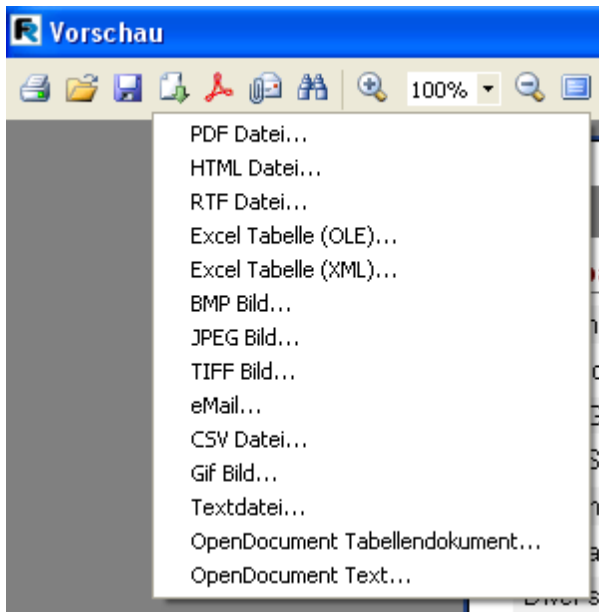 Vorschau
100%
PDF Datei...
HTML Datei...
RTF Datei...
Excel Tabelle (OLE)...
Excel Tabelle (XML)...
BMP Bild...
JPEG Bild...
TIFF Bild...
eMail...
CSV Datei...
Gif Bild...
Textdatei...
OpenDocument Tabellendokument...
OpenDocument Text...